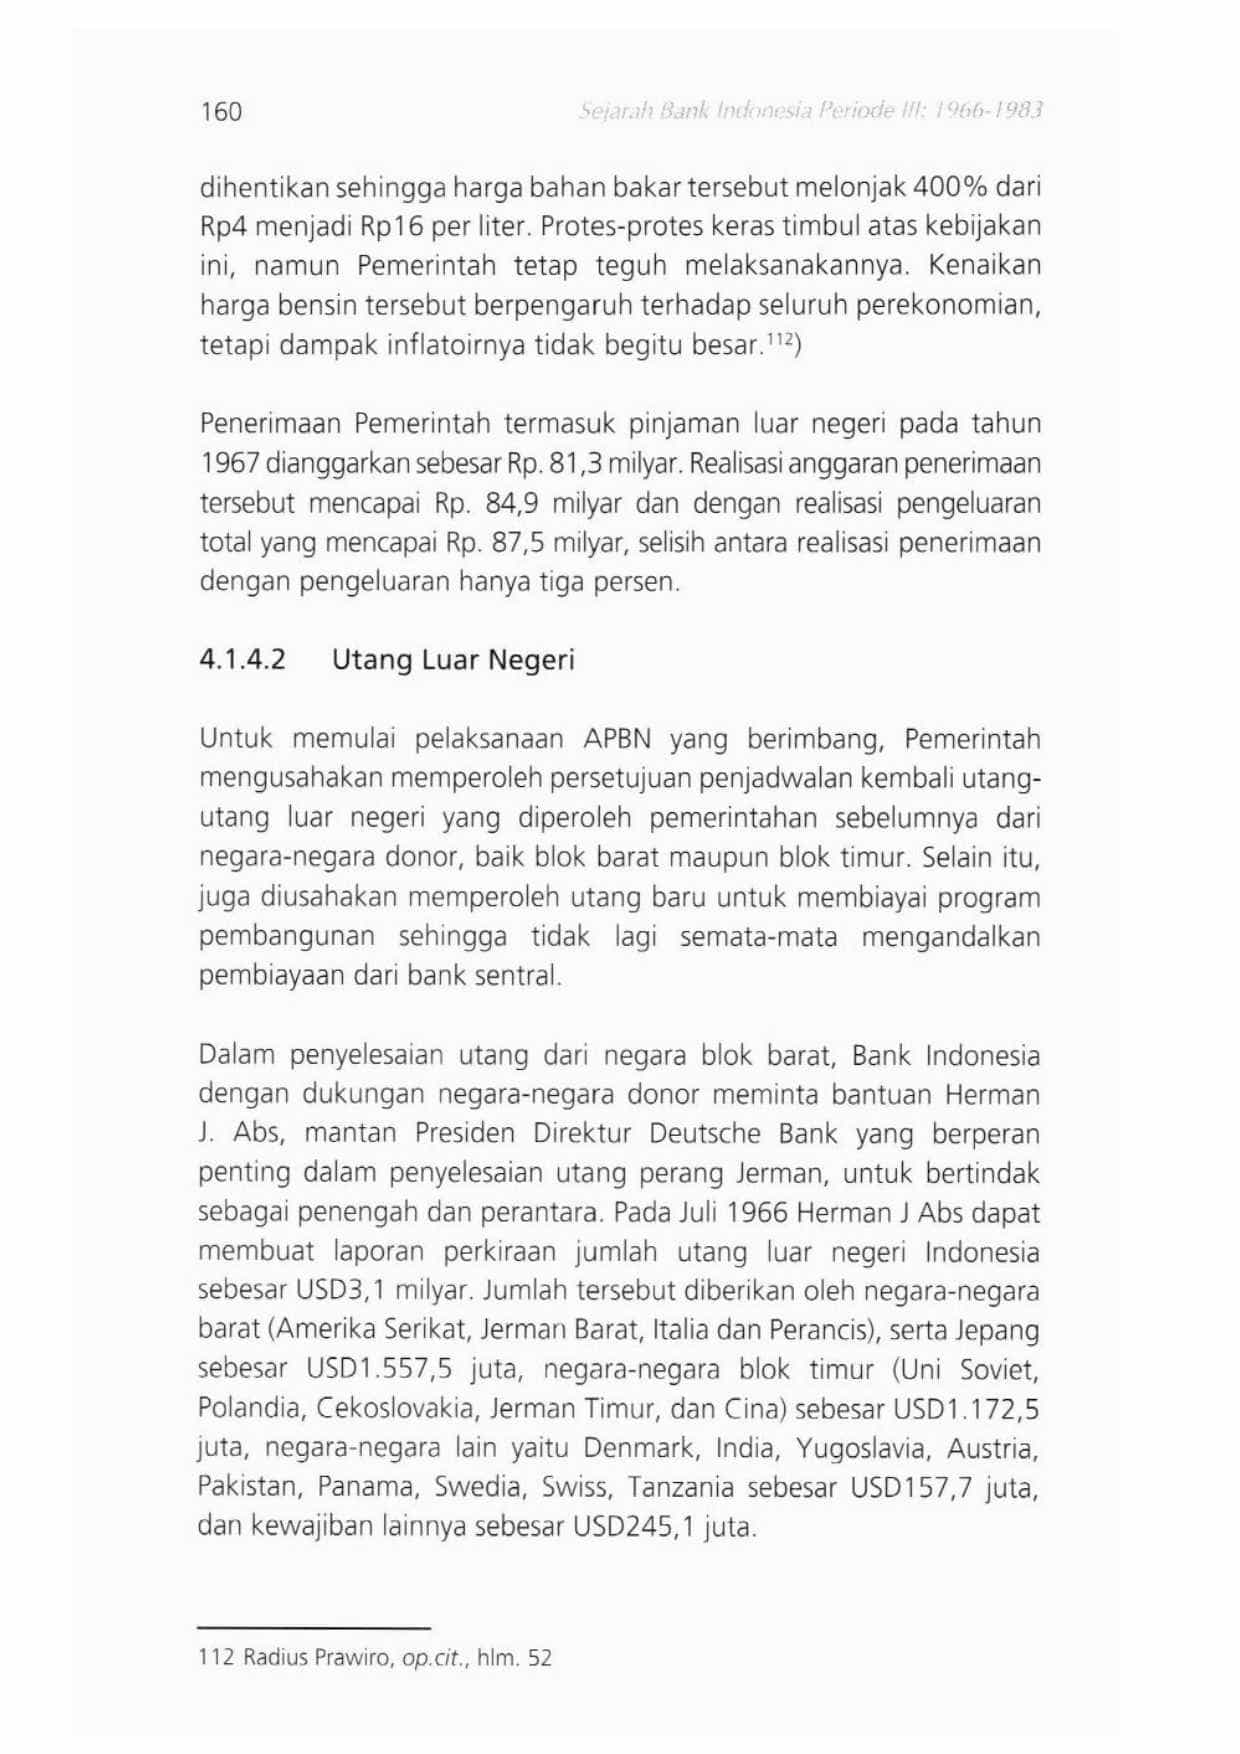 160
Sejarah Bank Indonesia Periode III: 1966-1983
dihentikan sehingga harga bahan bakar tersebut melonjak 400% dari
Rp4 menjadi Rp16 per liter. Protes-protes keras timbul atas kebijakan
ini, namun Pemerintah tetap teguh melaksanakannya. Kenaikan
harga bensin tersebut berpengaruh terhadap seluruh perekonomian,
tetapi dampak inflatoirnya tidak begitu besar.¹¹²)
Penerimaan Pemerintah termasuk pinjaman luar negeri pada tahun
1967 dianggarkan sebesar Rp. 81,3 milyar. Realisasi anggaran penerimaan
tersebut mencapai Rp. 84,9 milyar dan dengan realisasi pengeluaran
total yang mencapai Rp. 87,5 milyar, selisih antara realisasi penerimaan
dengan pengeluaran hanya tiga persen.
4.1.4.2 Utang Luar Negeri
Untuk memulai pelaksanaan APBN yang berimbang, Pemerintah
mengusahakan memperoleh persetujuan penjadwalan kembali utang-
utang luar negeri yang diperoleh pemerintahan sebelumnya dari
negara-negara donor, baik blok barat maupun blok timur. Selain itu,
juga diusahakan memperoleh utang baru untuk membiayai program
pembangunan sehingga tidak lagi semata-mata mengandalkan
pembiayaan dari bank sentral.
Dalam penyelesaian utang dari negara blok barat, Bank Indonesia
dengan dukungan negara-negara donor meminta bantuan Herman
J. Abs, mantan Presiden Direktur Deutsche Bank yang berperan
penting dalam penyelesaian utang perang Jerman, untuk bertindak
sebagai penengah dan perantara. Pada Juli 1966 Herman J Abs dapat
membuat laporan perkiraan jumlah utang luar negeri Indonesia
sebesar USD3,1 milyar. Jumlah tersebut diberikan oleh negara-negara
barat (Amerika Serikat, Jerman Barat, Italia dan Perancis), serta Jepang
sebesar USD1.557,5 juta, negara-negara blok timur (Uni Soviet,
Polandia, Cekoslovakia, Jerman Timur, dan Cina) sebesar USD1.172,5
juta, negara-negara lain yaitu Denmark, India, Yugoslavia, Austria,
Pakistan, Panama, Swedia, Swiss, Tanzania sebesar USD157,7 juta,
dan kewajiban lainnya sebesar USD245,1 juta.
112 Radius Prawiro, op.cit., hlm. 52